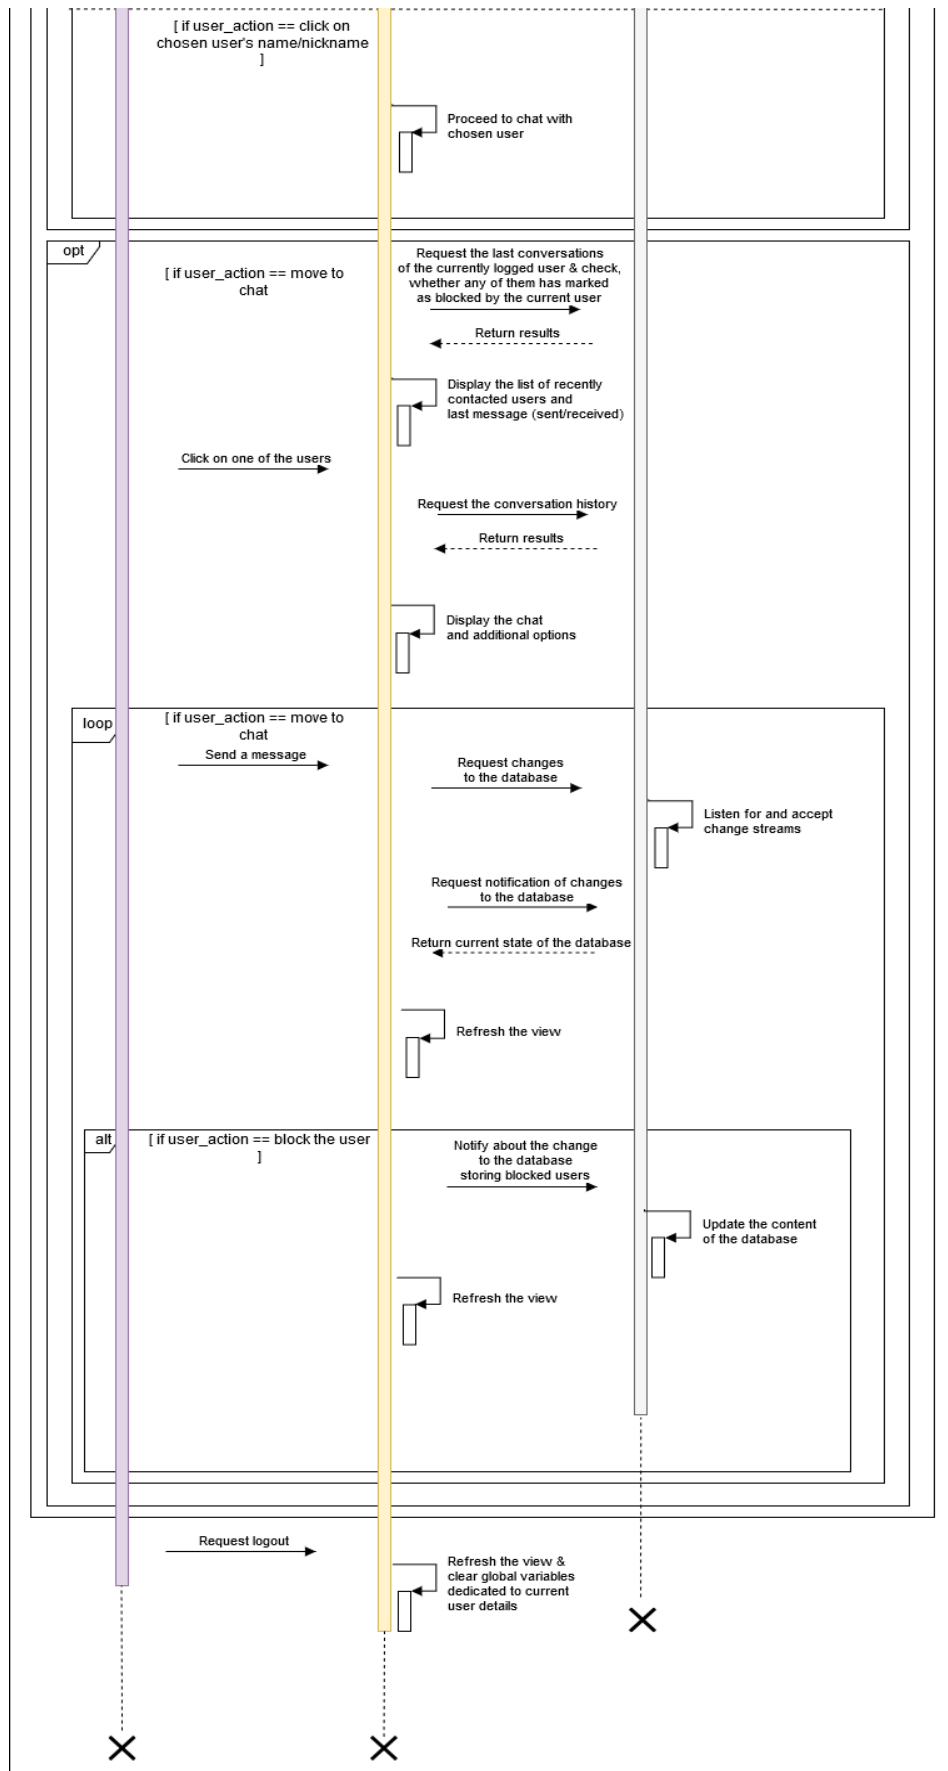 [ if user_action == click on
chosen user's name/nickname
]
Proceed to chat with
chosen user
opt
[ if user_action == move to
chat
Request the last conversations
of the currently logged user & check,
whether any of them has marked
as blocked by the current user
Return results
Display the list of recently
contacted users and
last message (sent/received)
Click on one of the users
Request the conversation history
Return results
Display the chat
and additional options
loop
[ if user_action == move to
chat
Send a message
Request changes
to the database
Listen for and accept
change streams
Request notification of changes
to the database
Return current state of the database
Refresh the view
alt
[ if user_action == block the user
]
Notify about the change
to the database
storing blocked users
Update the content
of the database
Refresh the view
Request logout
Refresh the view &
clear global variables
dedicated to current
user details